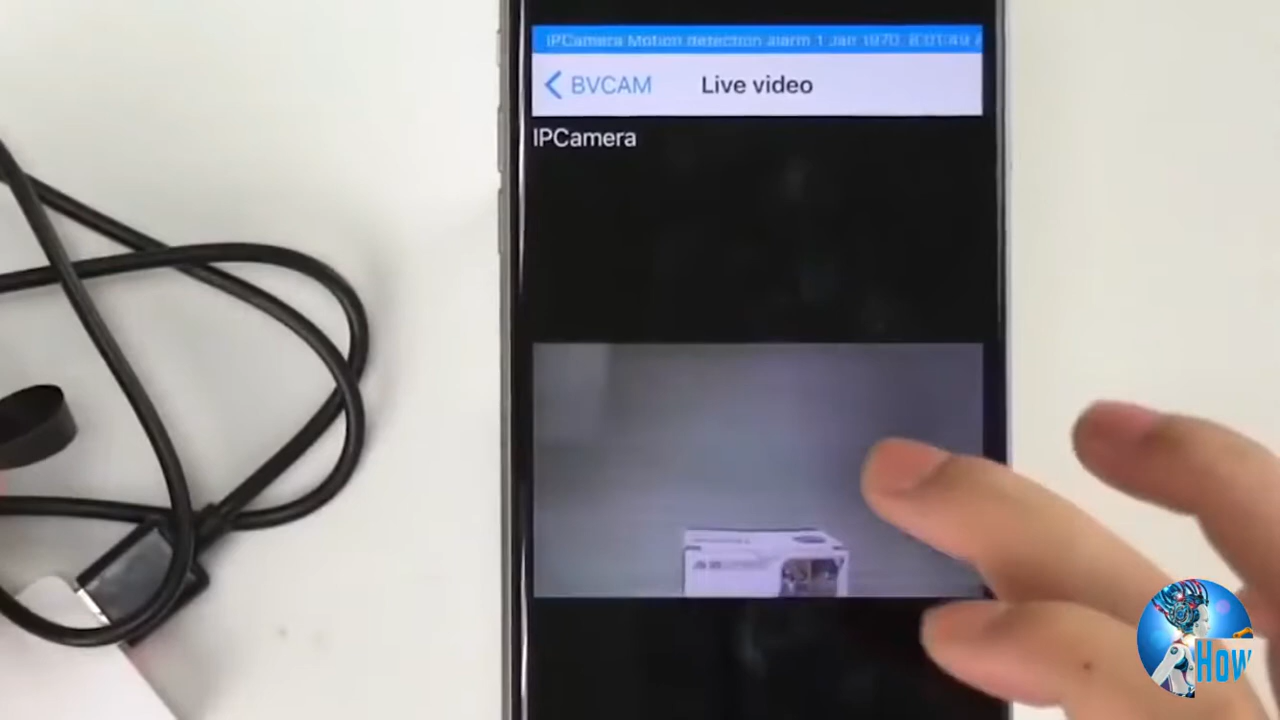 IPCamera Motion detection alarm 1 Jan 1970
BVCAM
Live video
IPCamera
How